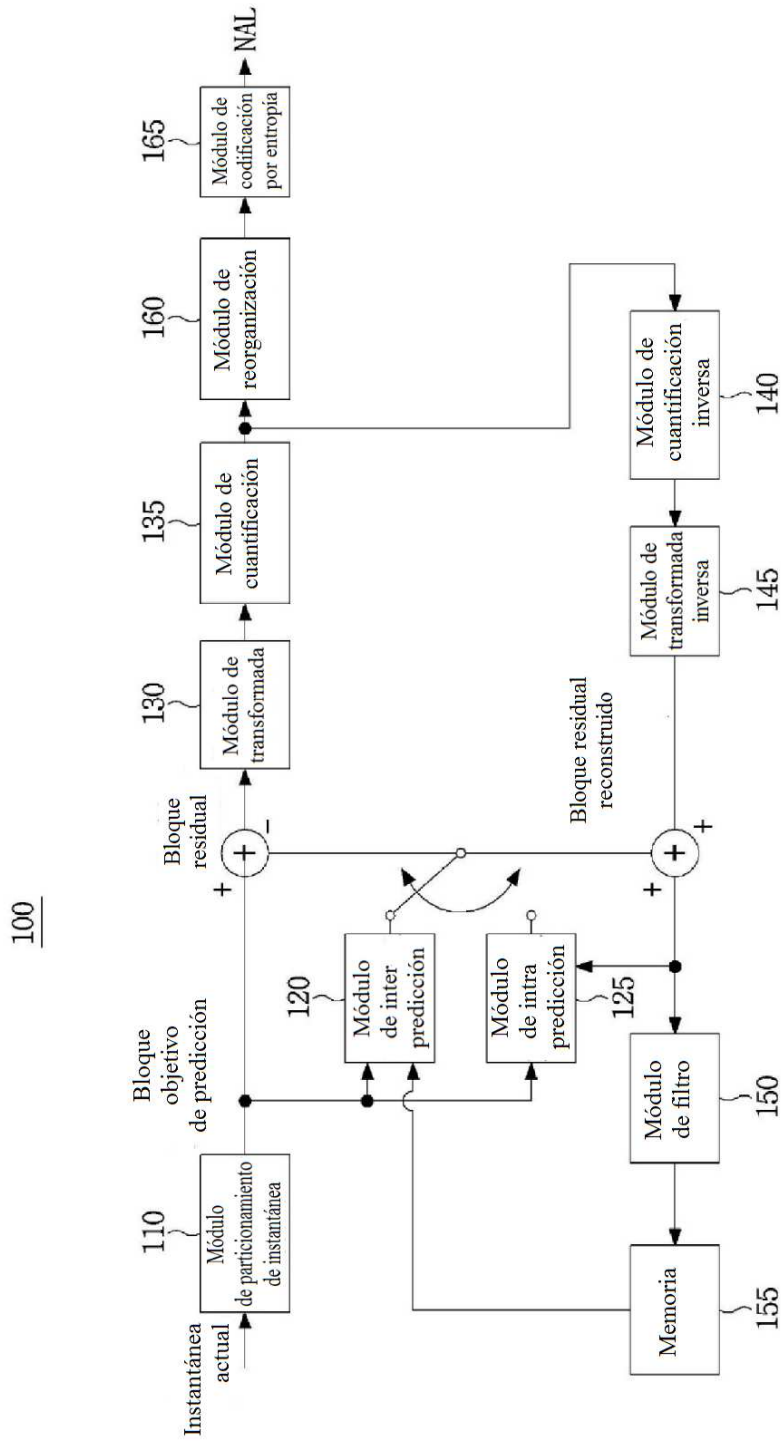 100
Instantánea
actual
110
Módulo
de particionamiento
de instantánea
Bloque
objetivo
de predicción
+
+
-
Bloque
residual
130
Módulo de
transformada
135
Módulo de
cuantificación
160
Módulo de
reorganización
165
Módulo de
codificación
por entropía
NAL
120
Módulo
de inter
predicción
Módulo
de intra
predicción
125
Memoria
155
Módulo
de filtro
150
+
+
+
Bloque residual
reconstruido
Módulo de
transformada
inversa
145
Módulo de
cuantificación
inversa
140